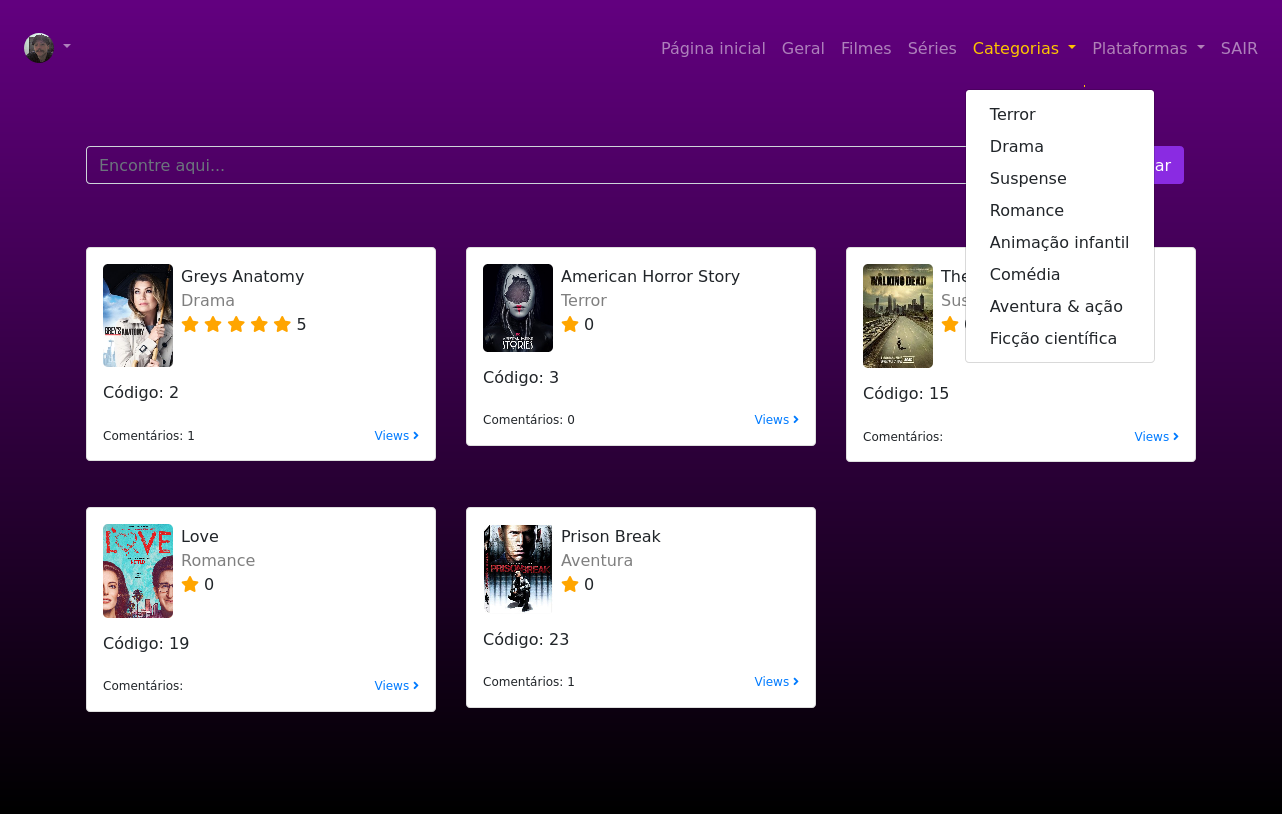 Página inicial Geral Filmes Séries Categorias Plataformas SAIR
Terror
Drama
Suspense
Romance
Animação infantil
Comédia
Aventura & ação
Ficção científica
Encontre aqui...
ar
Greys Anatomy
Drama
5
GREY'S ANATOMY
Código: 2
Comentários: 1
Views
American Horror Story
Terror
0
STORIES
Código: 3
Comentários: 0
Views
The
Sus
WALKING DEAD
Código: 15
Comentários:
Views
Love
Romance
0
LOVE
Código: 19
Comentários:
Views
Prison Break
Aventura
0
PRISON BREAK
Código: 23
Comentários: 1
Views